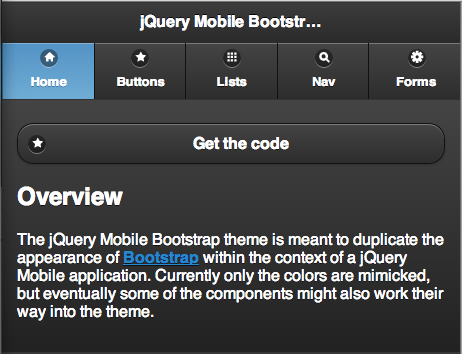 jQuery Mobile Bootstr...
Home Buttons Lists Nav Forms
Get the code
Overview
The jQuery Mobile Bootstrap theme is meant to duplicate the
appearance of Bootstrap within the context of a jQuery
Mobile application. Currently only the colors are mimicked,
but eventually some of the components might also work their
way into the theme.